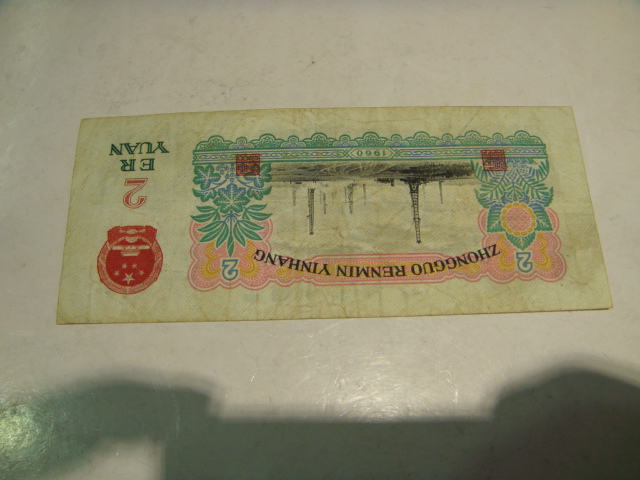 ZHONGGUO RENMIN YINHANG
2
2
2
ER
YUAN
1960